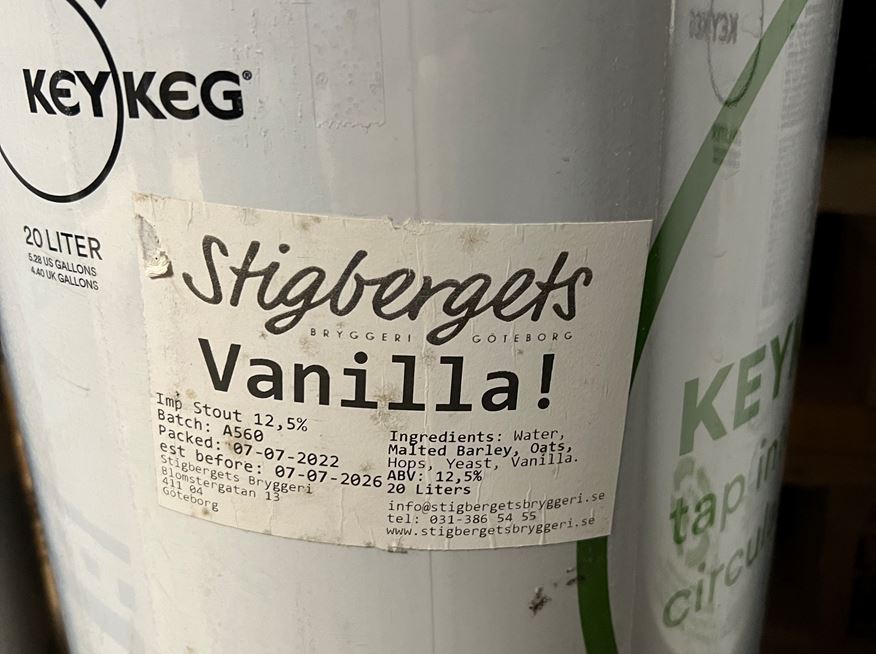 KEYKEG®
20 LITER
5.28 US GALLONS
4.40 UK GALLONS
Stigbergets
BRYGGERI GÖTEBORG
Vanilla!
Imp Stout 12,5%
Batch: A560
Packed: 07-07-2022
est before: 07-07-2026
Stigbergets Bryggeri
Blomstergatan 13
411 04
Göteborg
Ingredients: Water,
Malted Barley, Oats,
Hops, Yeast, Vanilla.
ABV: 12,5%
20 Liters
info@stigbergetsbryggeri.se
tel: 031-386 54 55
www.stigbergetsbryggeri.se
KEY
tap in
circu